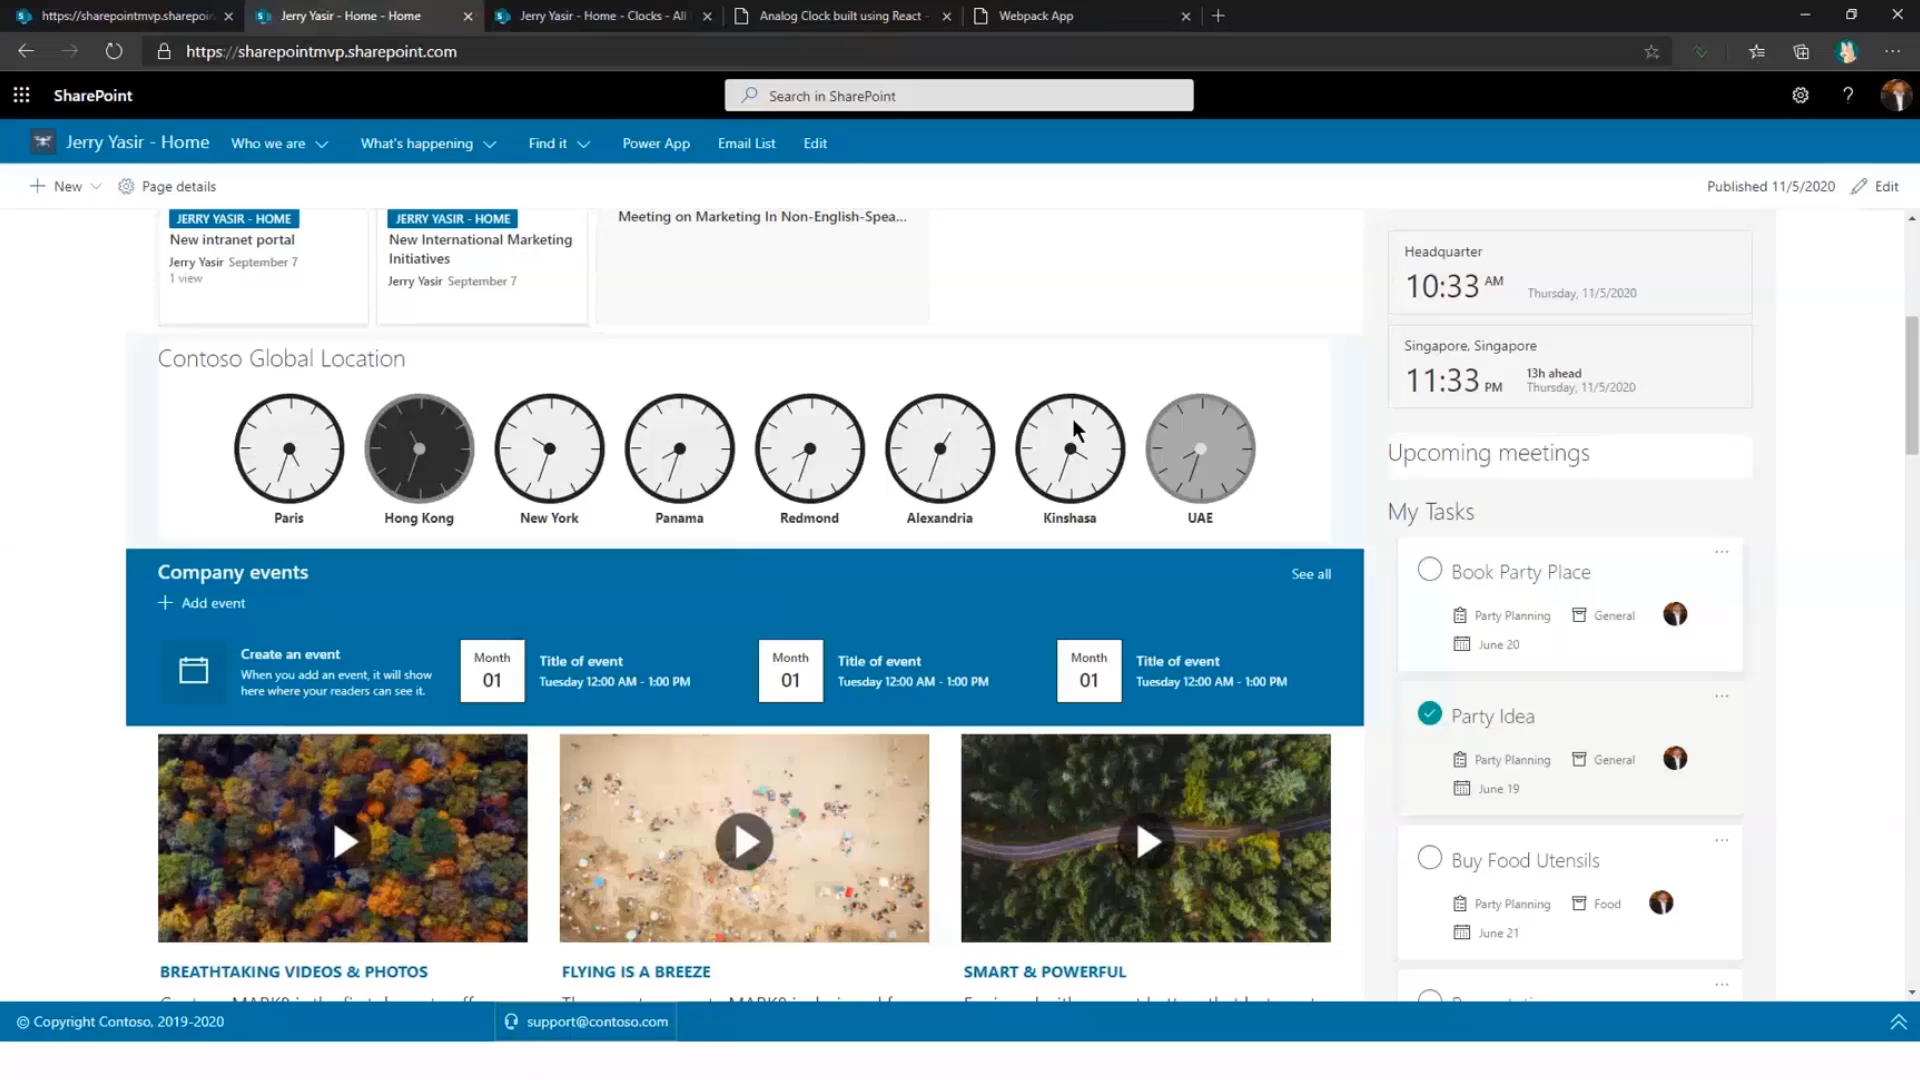 https://sharepointmvp.sharepoin
Jerry Yasir - Home - Home
Jerry Yasir - Home - Clocks - All
Analog Clock built using React -
Webpack App
https://sharepointmvp.sharepoint.com
SharePoint
Search in SharePoint
Jerry Yasir - Home
Who we are
What's happening
Find it
Power App
Email List
Edit
New
Page details
Published 11/5/2020
Edit
JERRY YASIR - HOME
New intranet portal
Jerry Yasir September 7
1 view
JERRY YASIR - HOME
New International Marketing
Initiatives
Jerry Yasir September 7
Meeting on Marketing In Non-English-Spea...
Headquarter
10:33 AM
Thursday, 11/5/2020
Singapore, Singapore
11:33 PM
13h ahead
Thursday, 11/5/2020
Contoso Global Location
Paris
Hong Kong
New York
Panama
Redmond
Alexandria
Kinshasa
UAE
Company events
See all
Add event
Create an event
When you add an event, it will show
here where your readers can see it.
Month
01
Title of event
Tuesday 12:00 AM - 1:00 PM
Month
01
Title of event
Tuesday 12:00 AM - 1:00 PM
Month
01
Title of event
Tuesday 12:00 AM - 1:00 PM
BREATHTAKING VIDEOS & PHOTOS
FLYING IS A BREEZE
SMART & POWERFUL
Upcoming meetings
My Tasks
Book Party Place
Party Planning
General
June 20
Party Idea
Party Planning
General
June 19
Buy Food Utensils
Party Planning
Food
June 21
© Copyright Contoso, 2019-2020
support@contoso.com